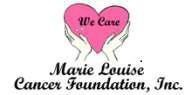 We Care
Marie Louise
Cancer Foundation, Inc.